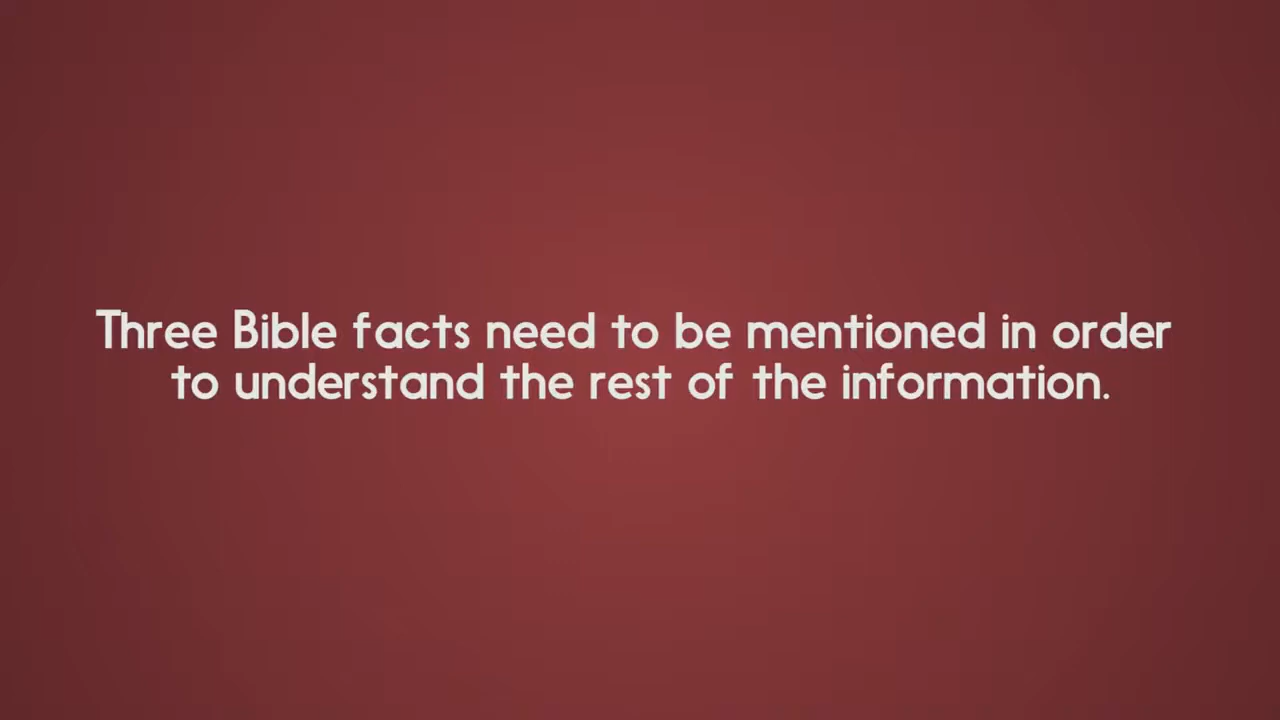 Three Bible facts need to be mentioned in order
to understand the rest of the information.